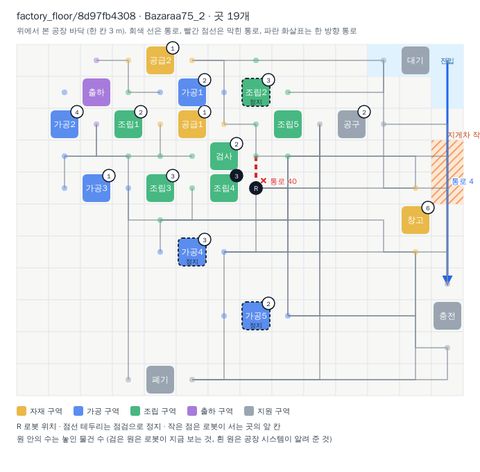 factory_floor/8d97fb4308 · Bazaraa75_2 · 곳 19개
위에서 본 공장 바닥 (한 칸 3 m). 회색 선은 통로, 빨간 점선은 막힌 통로, 파란 화살표는 한 방향 통로
공급2 1
대기
전입
출하
가공1 2
조립2 3
정지
가공2 4
조립1 2
공급1 1
조립5
공구 2
지게차 작
검사 2
통로 40
통로 4
가공3 1
조립3 3
조립4 3
R
창고 6
가공4 3
정지
가공5 2
정지
충전
폐기
자재 구역 가공 구역 조립 구역 출하 구역 지원 구역
R 로봇 위치 · 점선 테두리는 점검으로 정지 · 작은 점은 로봇이 서는 곳의 앞 칸
원 안의 수는 놓인 물건 수 (검은 원은 로봇이 지금 보는 것, 흰 원은 공장 시스템이 알려 준 것)